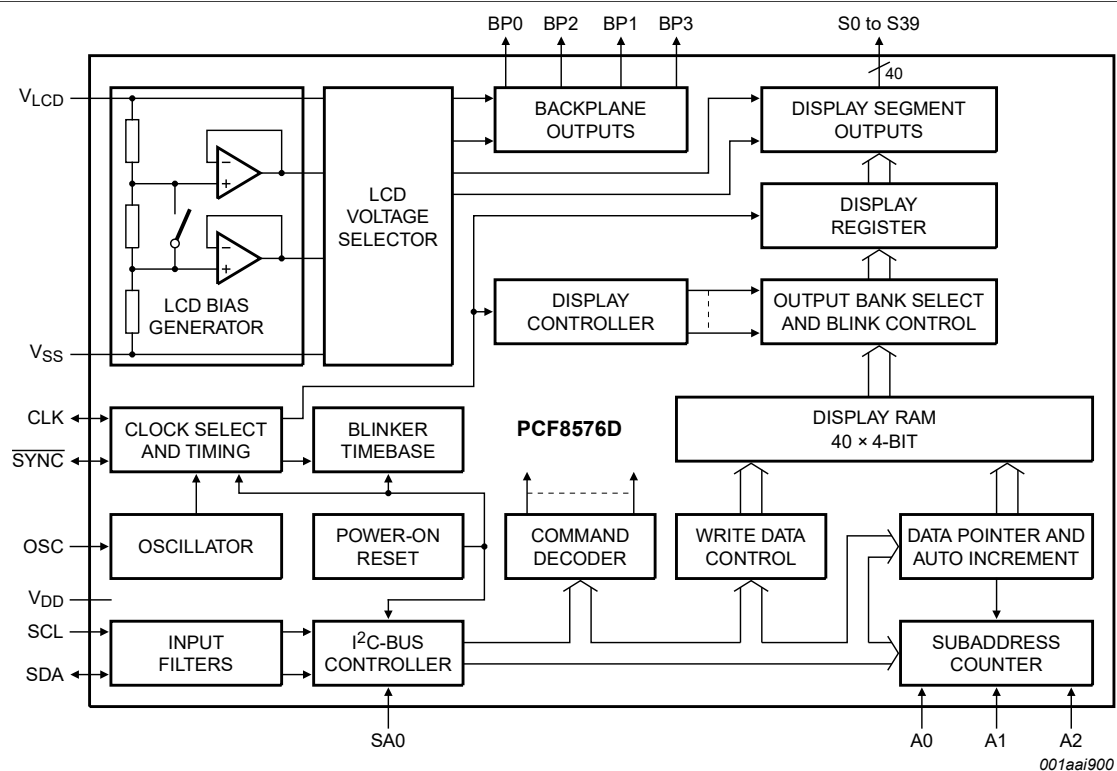 BP0 BP2 BP1 BP3 S0 to S39
40
VLCD
BACKPLANE
OUTPUTS
DISPLAY SEGMENT
OUTPUTS
−
+
LCD
VOLTAGE
SELECTOR
DISPLAY
REGISTER
−
+
LCD BIAS
GENERATOR
DISPLAY
CONTROLLER
OUTPUT BANK SELECT
AND BLINK CONTROL
VSS
CLK
SYNC
CLOCK SELECT
AND TIMING
BLINKER
TIMEBASE
PCF8576D
DISPLAY RAM
40 × 4-BIT
OSC
OSCILLATOR
POWER-ON
RESET
COMMAND
DECODER
WRITE DATA
CONTROL
DATA POINTER AND
AUTO INCREMENT
VDD
SCL
SDA
INPUT
FILTERS
I2C-BUS
CONTROLLER
SUBADDRESS
COUNTER
SA0 A0 A1 A2
001aai900